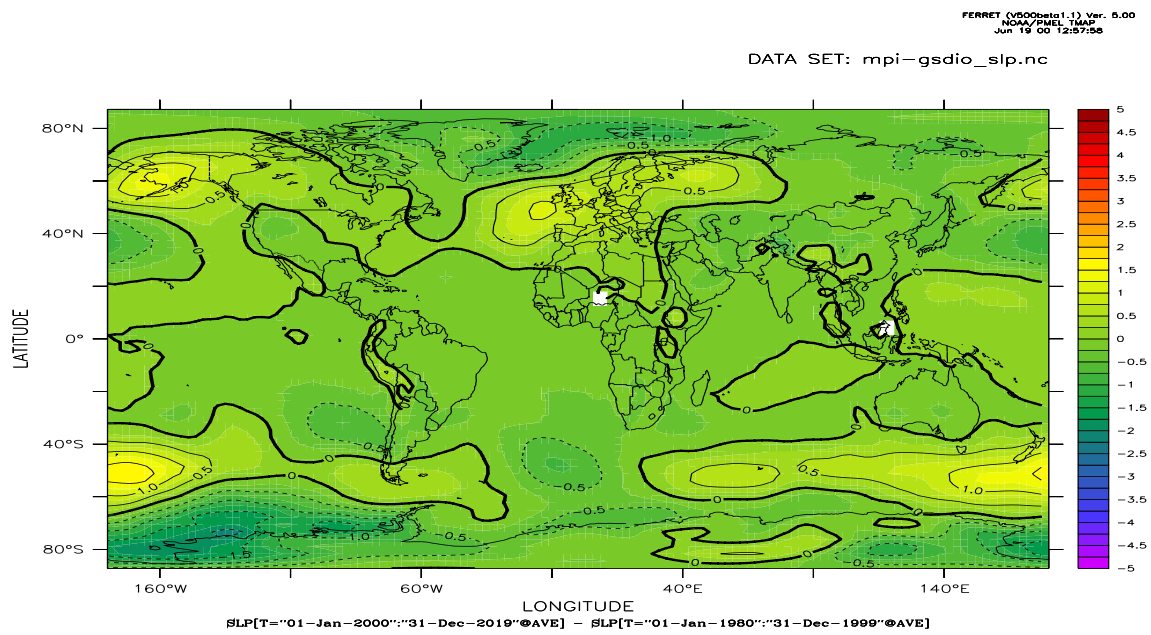 FERRET (V500beta1.1) Ver. 5.00
NOAA/PMEL TMAP
Jun 19 00 12:57:58
DATA SET: mpi-gsdio_slp.nc
80°N
40°N
0°
40°S
80°S
LATITUDE
160°W
60°W
40°E
140°E
LONGITUDE
SLP[T="01-Jan-2000":"31-Dec-2019"@AVE] - SLP[T="01-Jan-1980":"31-Dec-1999"@AVE]
5
4.5
4
3.5
3
2.5
2
1.5
1
0.5
0
-0.5
-1
-1.5
-2
-2.5
-3
-3.5
-4
-4.5
-5